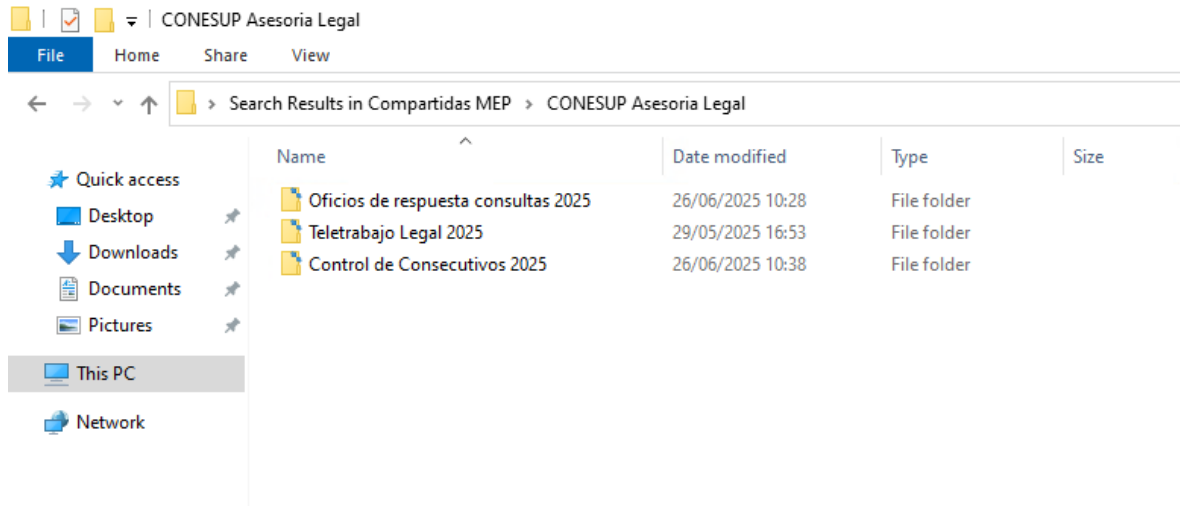 CONESUP Asesoria Legal
File Home Share View
Search Results in Compartidas MEP > CONESUP Asesoria Legal
Name Date modified Type Size
Quick access
Desktop
Downloads
Documents
Pictures
This PC
Network
Oficios de respuesta consultas 2025 26/06/2025 10:28 File folder
Teletrabajo Legal 2025 29/05/2025 16:53 File folder
Control de Consecutivos 2025 26/06/2025 10:38 File folder